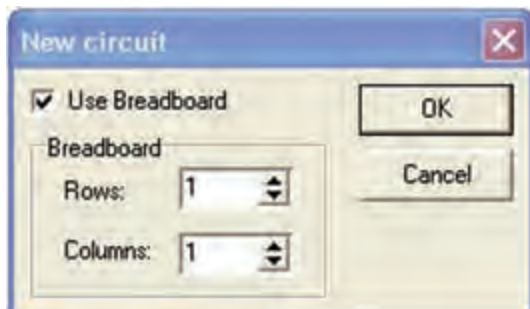 New circuit
Use Breadboard
OK
Breadboard
Rows: 1
Cancel
Columns: 1